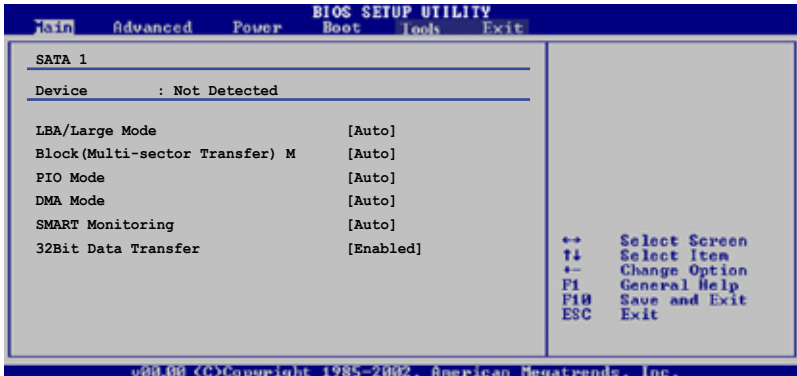 BIOS SETUP UTILITY
Main Advanced Power Boot Tools Exit
SATA 1
Device : Not Detected
LBA/Large Mode [Auto]
Block(Multi-sector Transfer) M [Auto]
PIO Mode [Auto]
DMA Mode [Auto]
SMART Monitoring [Auto]
32Bit Data Transfer [Enabled]
←→ Select Screen
↑↓ Select Item
+- Change Option
F1 General Help
F10 Save and Exit
ESC Exit
v00.00 (C)Copyright 1985-2002, American Megatrends, Inc.